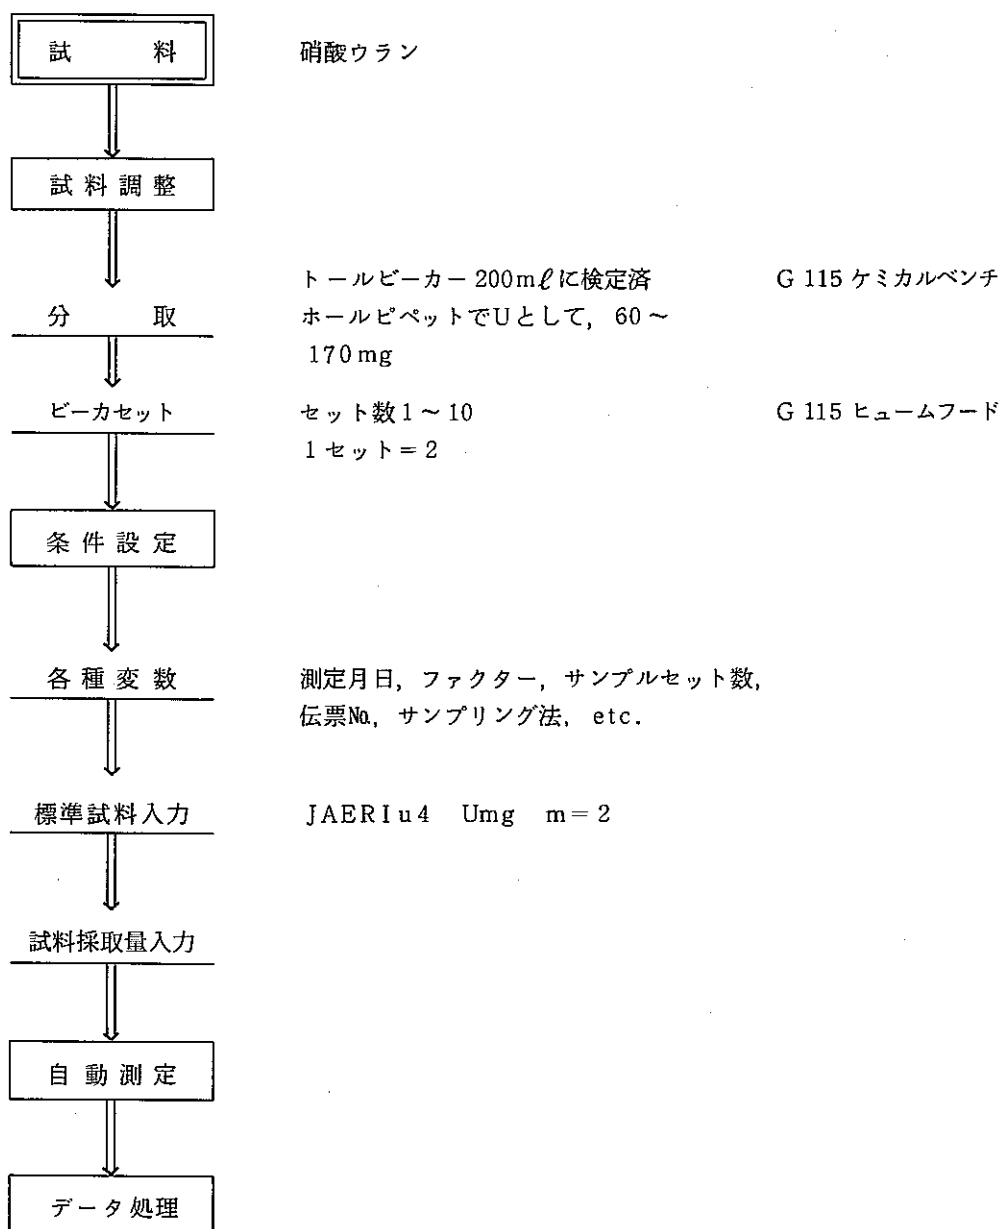 試料 硝酸ウラン
試料調整
トールビーカー200mℓに検定済 G 115 ケミカルベンチ
分取 ホールピペットでUとして，60～
170mg
ビーカセット セット数1～10 G 115 ヒュームフード
1セット＝2
条件設定
各種変数 測定月日，ファクター，サンプルセット数，
伝票№，サンプリング法，etc.
標準試料入力 JAERIu4 Umg m＝2
試料採取量入力
自動測定
データ処理